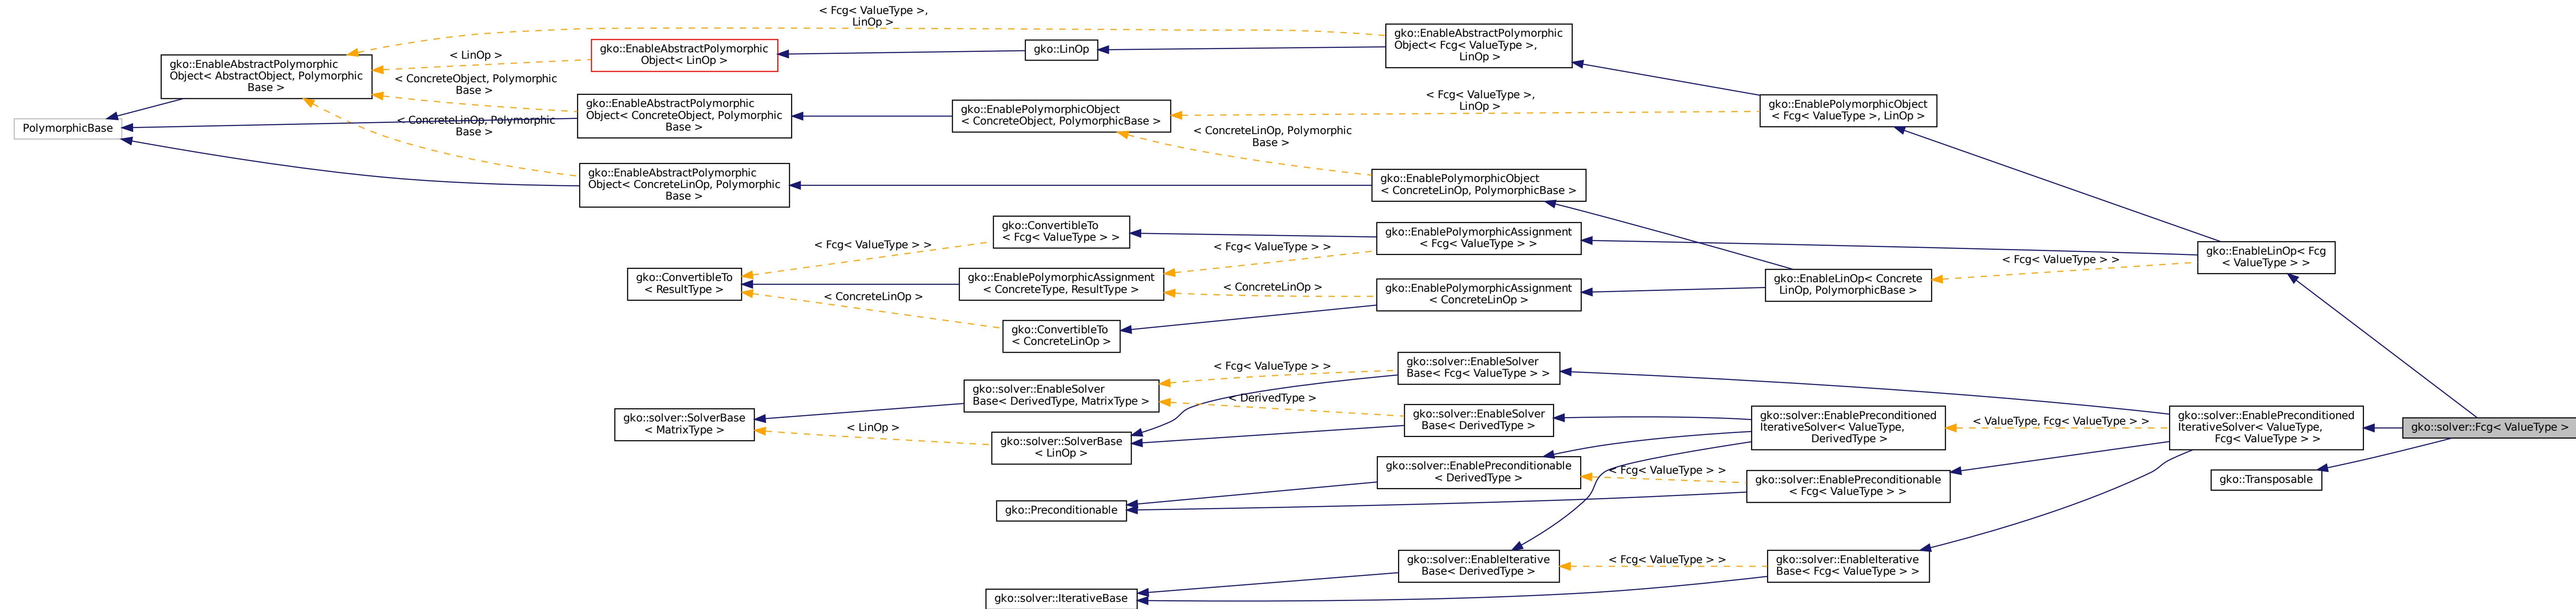 < Fcg< ValueType >,
LinOp >
gko::EnableAbstractPolymorphic
Object< AbstractObject, Polymorphic
Base >
< LinOp >
gko::EnableAbstractPolymorphic
Object< LinOp >
gko::LinOp
gko::EnableAbstractPolymorphic
Object< Fcg< ValueType >,
LinOp >
< ConcreteObject, Polymorphic
Base >
PolymorphicBase
< ConcreteLinOp, Polymorphic
Base >
gko::EnableAbstractPolymorphic
Object< ConcreteObject, Polymorphic
Base >
gko::EnablePolymorphicObject
< ConcreteObject, PolymorphicBase >
< Fcg< ValueType >,
LinOp >
gko::EnablePolymorphicObject
< Fcg< ValueType >, LinOp >
< ConcreteLinOp, Polymorphic
Base >
gko::EnableAbstractPolymorphic
Object< ConcreteLinOp, Polymorphic
Base >
gko::EnablePolymorphicObject
< ConcreteLinOp, PolymorphicBase >
gko::ConvertibleTo
< Fcg< ValueType > >
< Fcg< ValueType > >
gko::EnablePolymorphicAssignment
< Fcg< ValueType > >
< Fcg< ValueType > >
gko::EnableLinOp< Fcg
< ValueType > >
< Fcg< ValueType > >
gko::ConvertibleTo
< ResultType >
gko::EnablePolymorphicAssignment
< ConcreteType, ResultType >
< ConcreteLinOp >
gko::EnablePolymorphicAssignment
< ConcreteLinOp >
gko::EnableLinOp< Concrete
LinOp, PolymorphicBase >
< ConcreteLinOp >
gko::ConvertibleTo
< ConcreteLinOp >
< Fcg< ValueType > >
gko::solver::EnableSolver
Base< Fcg< ValueType > >
gko::solver::EnableSolver
Base< DerivedType, MatrixType >
< DerivedType >
gko::solver::SolverBase
< MatrixType >
< LinOp >
gko::solver::SolverBase
< LinOp >
gko::solver::EnableSolver
Base< DerivedType >
gko::solver::EnablePreconditioned
IterativeSolver< ValueType,
DerivedType >
< ValueType, Fcg< ValueType > >
gko::solver::EnablePreconditioned
IterativeSolver< ValueType,
Fcg< ValueType > >
gko::solver::Fcg< ValueType >
gko::solver::EnablePreconditionable
< DerivedType >
< Fcg< ValueType > >
gko::solver::EnablePreconditionable
< Fcg< ValueType > >
gko::Transposable
gko::Preconditionable
gko::solver::EnableIterative
Base< DerivedType >
< Fcg< ValueType > >
gko::solver::EnableIterative
Base< Fcg< ValueType > >
gko::solver::IterativeBase